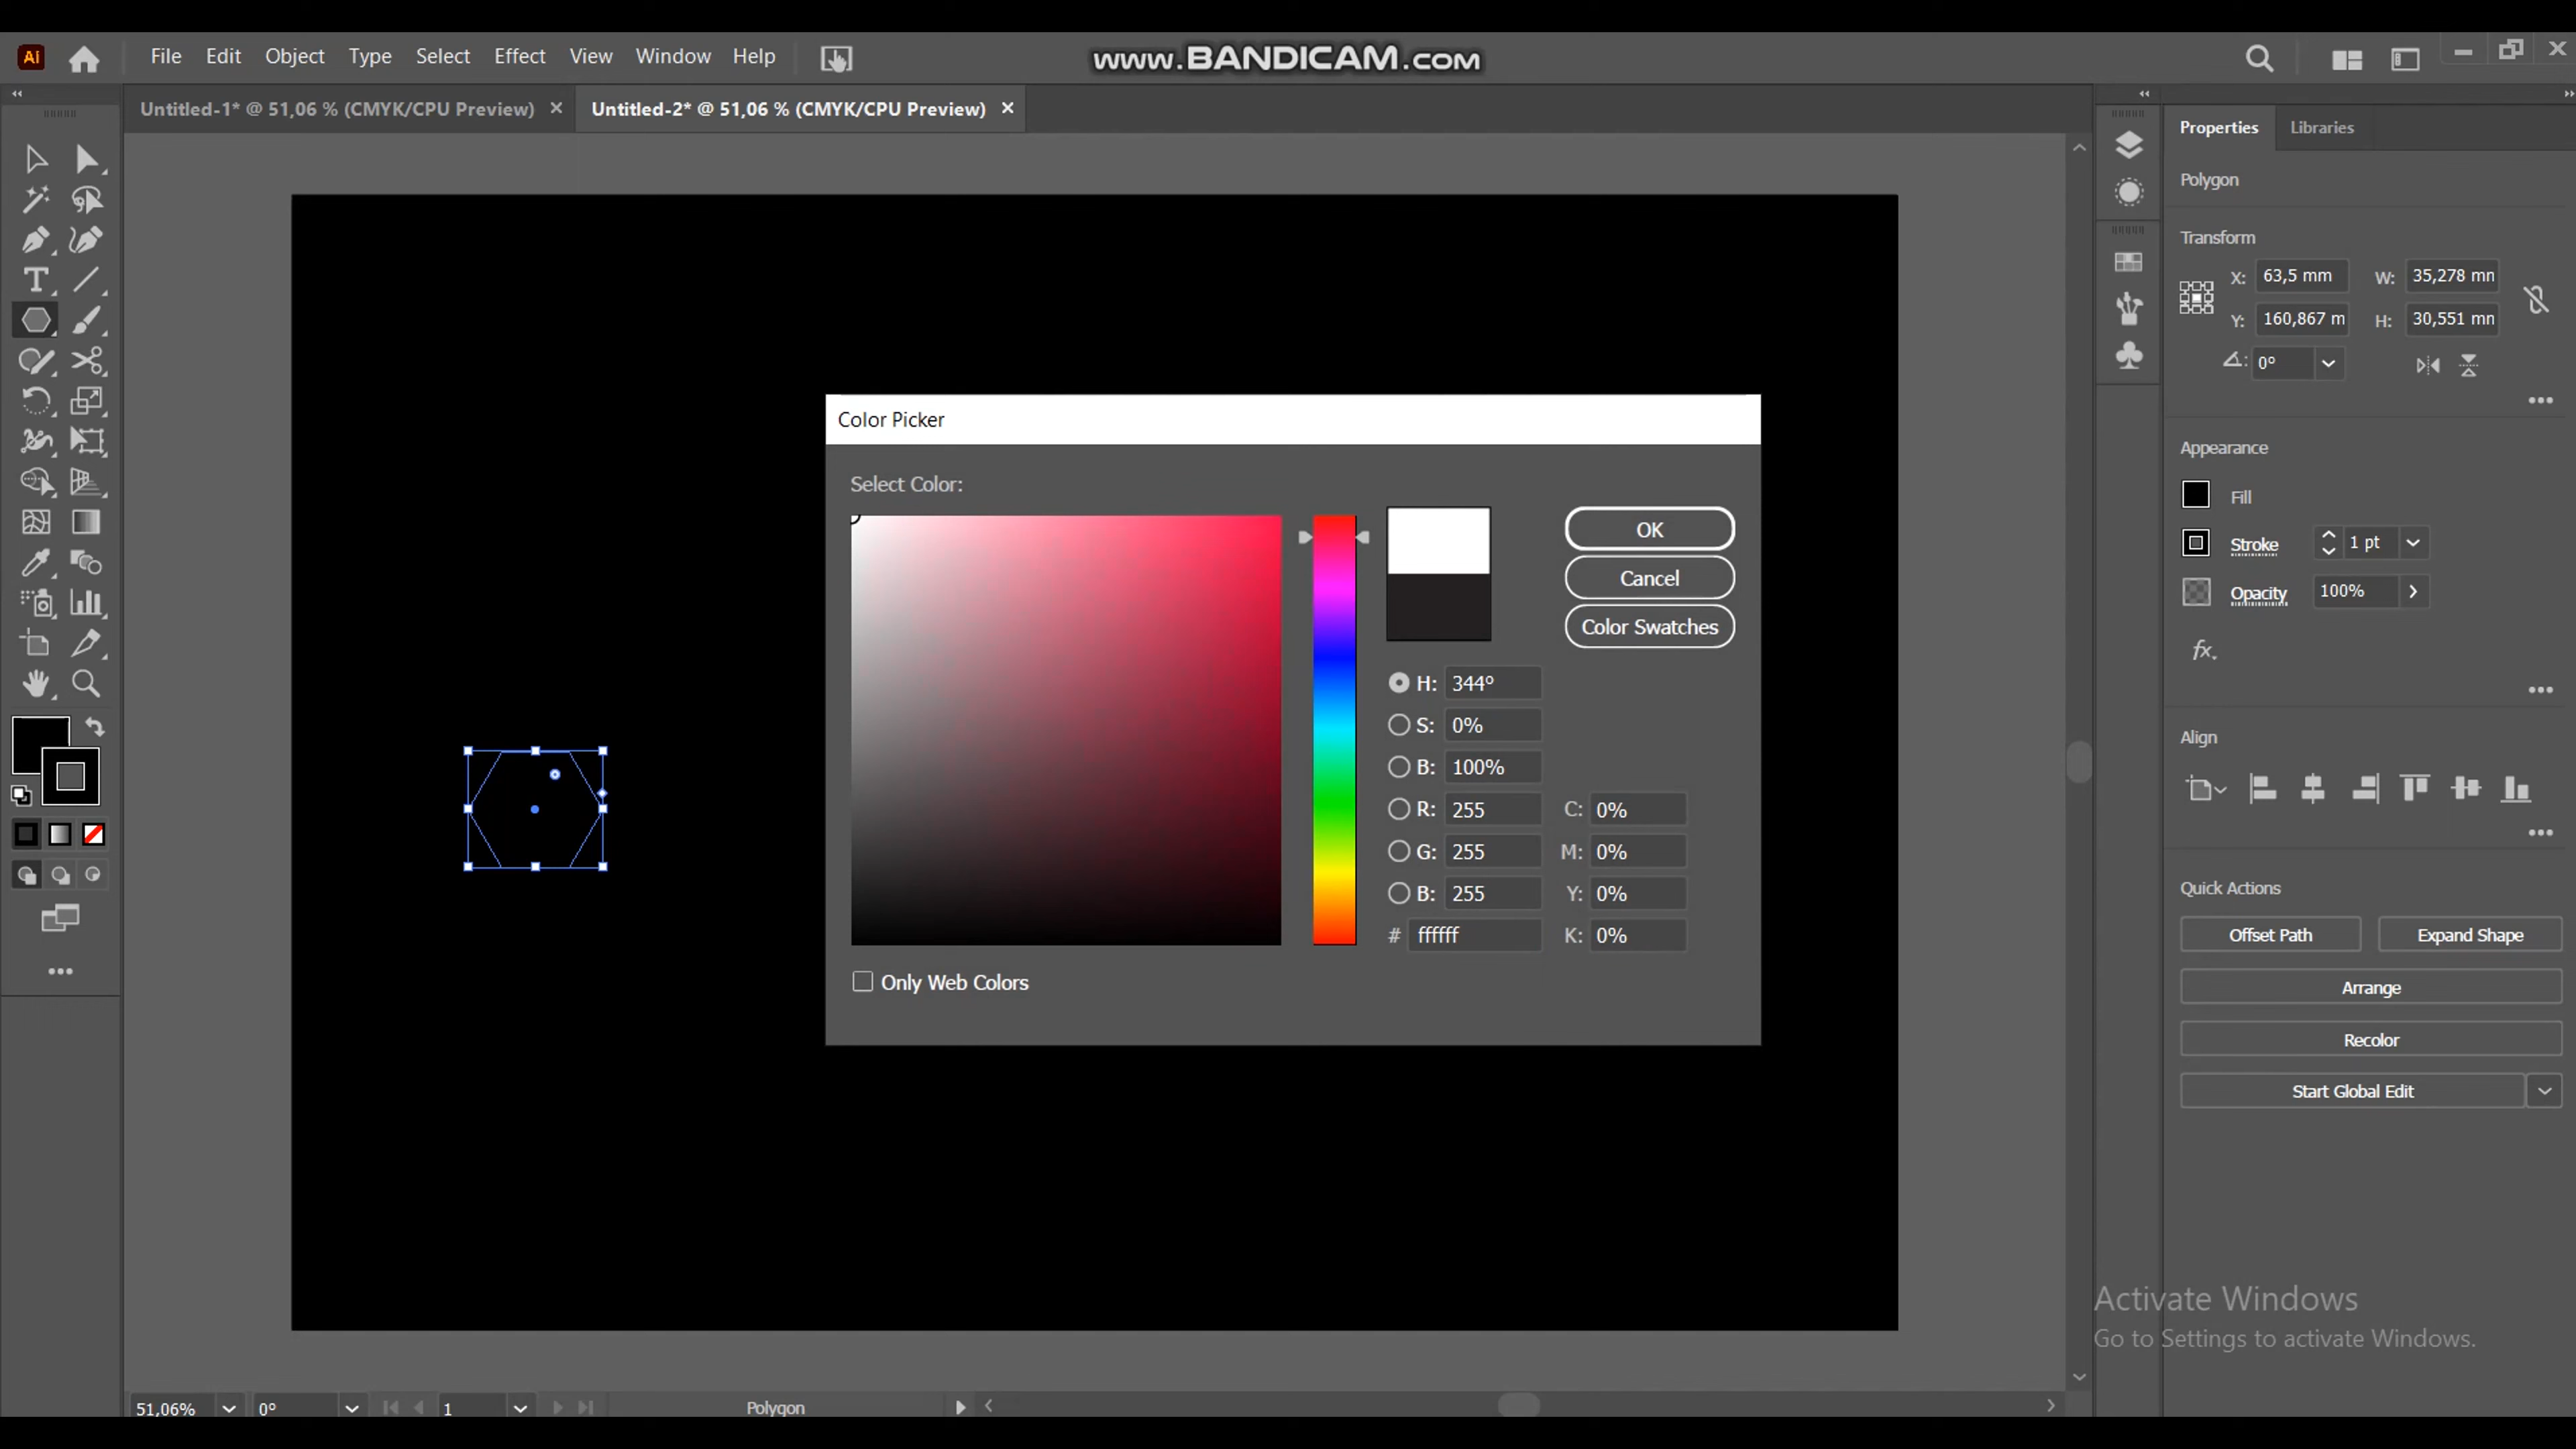 Ai File Edit Object Type Select Effect View Window Help
www.BANDICAM.com
Untitled-1* @ 51,06 % (CMYK/CPU Preview) × Untitled-2* @ 51,06 % (CMYK/CPU Preview) ×
Properties Libraries
Polygon
Transform
X: 63,5 mm W: 35,278 mn
Y: 160,867 m H: 30,551 mn
0°
Appearance
Fill
Stroke 1 pt
Opacity 100%
fx.
Align
Quick Actions
Offset Path Expand Shape
Arrange
Recolor
Start Global Edit
Color Picker
Select Color:
OK
Cancel
Color Swatches
H: 344°
S: 0%
B: 100%
R: 255 C: 0%
G: 255 M: 0%
B: 255 Y: 0%
# ffffff K: 0%
Only Web Colors
Activate Windows
Go to Settings to activate Windows.
51,06% 0° 1 Polygon